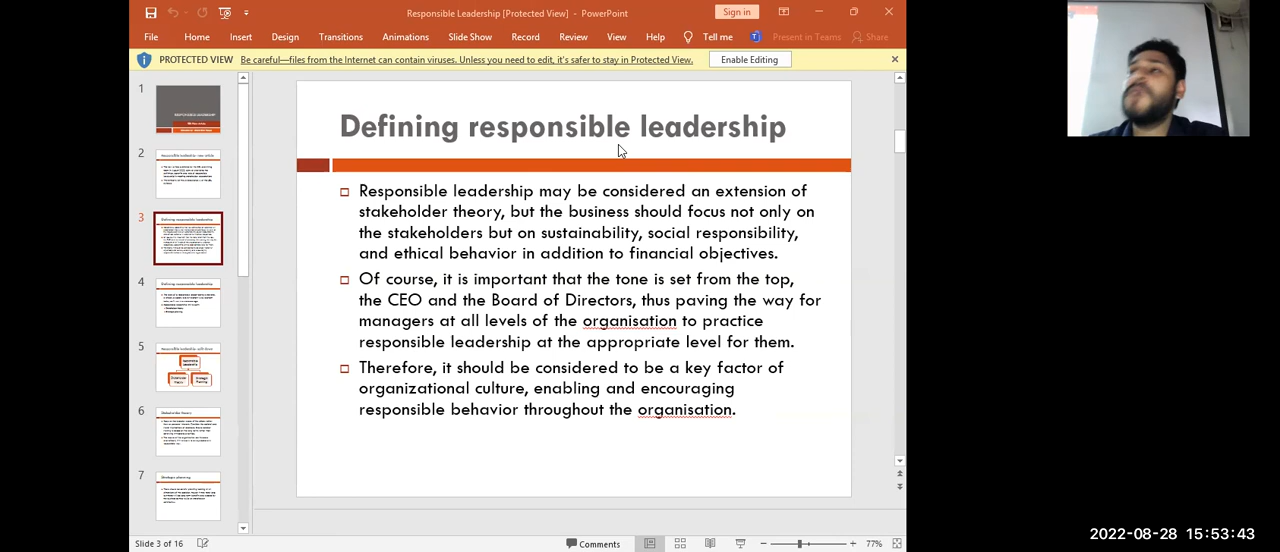 Responsible Leadership [Protected View] - PowerPoint
Sign in
File Home Insert Design Transitions Animations Slide Show Record Review View Help Tell me Present in Teams Share
PROTECTED VIEW Be careful—files from the Internet can contain viruses. Unless you need to edit, it's safer to stay in Protected View. Enable Editing
1
2
3
4
5
6
7
Defining responsible leadership
Responsible leadership may be considered an extension of
stakeholder theory, but the business should focus not only on
the stakeholders but on sustainability, social responsibility,
and ethical behavior in addition to financial objectives.
Of course, it is important that the tone is set from the top,
the CEO and the Board of Directors, thus paving the way for
managers at all levels of the organisation to practice
responsible leadership at the appropriate level for them.
Therefore, it should be considered to be a key factor of
organizational culture, enabling and encouraging
responsible behavior throughout the organisation.
Slide 3 of 16
Comments
77%
2022-08-28 15:53:43